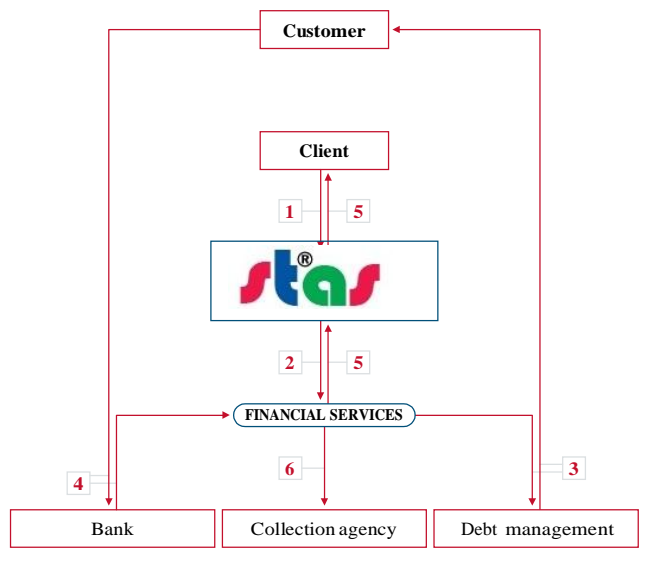 Customer
Client
1 5
stas®
2 5
FINANCIAL SERVICES
4 6 3
Bank Collection agency Debt management